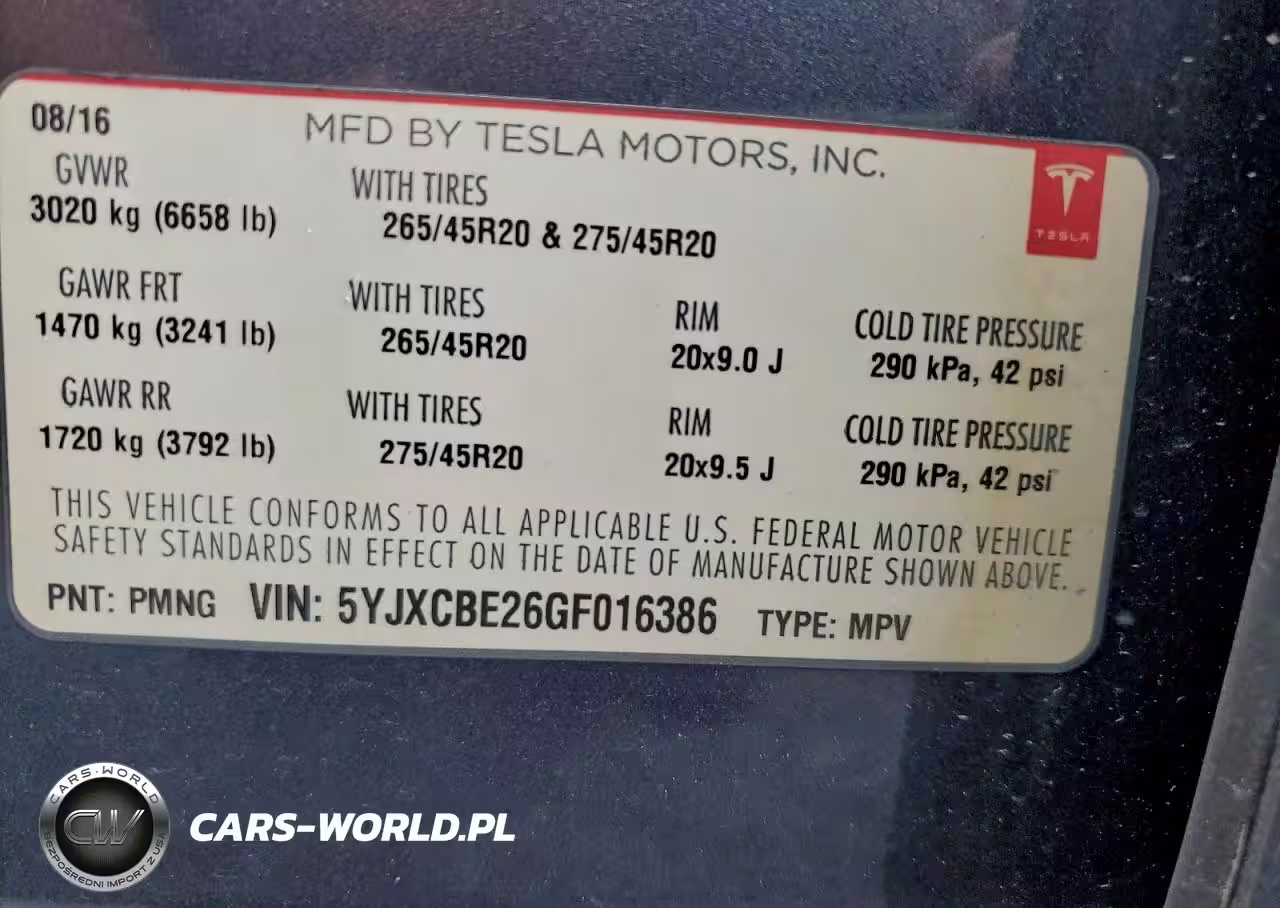 08/16
MFD BY TESLA MOTORS, INC.
GVWR
3020 kg (6658 lb)
WITH TIRES
265/45R20 & 275/45R20
TESLA
GAWR FRT
1470 kg (3241 lb)
WITH TIRES
265/45R20
RIM
20x9.0 J
COLD TIRE PRESSURE
290 kPa, 42 psi
GAWR RR
1720 kg (3792 lb)
WITH TIRES
275/45R20
RIM
20x9.5 J
COLD TIRE PRESSURE
290 kPa, 42 psi
THIS VEHICLE CONFORMS TO ALL APPLICABLE U.S. FEDERAL MOTOR VEHICLE
SAFETY STANDARDS IN EFFECT ON THE DATE OF MANUFACTURE SHOWN ABOVE.
PNT: PMNG VIN: 5YJXCBE26GF016386 TYPE: MPV
CARS-WORLD
CW
BEZPOŚREDNI IMPORT Z USA
CARS-WORLD.PL